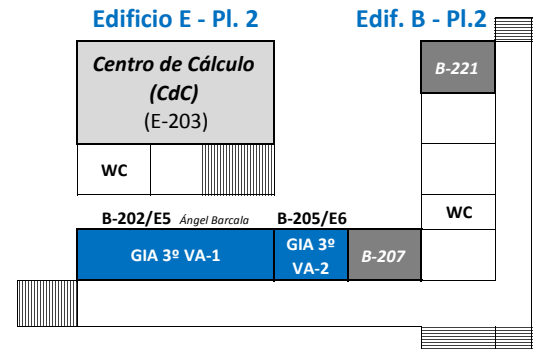 Edificio E - Pl. 2
Edif. B - Pl.2
Centro de Cálculo
(CdC)
(E-203)
B-221
WC
WC
B-202/E5 Ángel Barcala
B-205/E6
GIA 3º VA-1
GIA 3º
VA-2
B-207